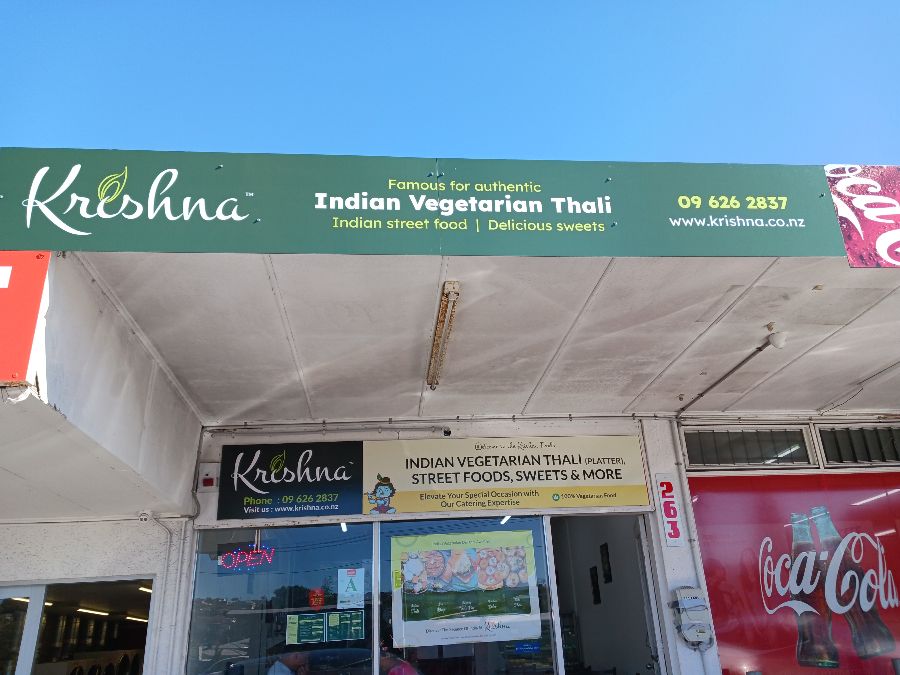 Krishna™
Famous for authentic
Indian Vegetarian Thali
Indian street food | Delicious sweets
09 626 2837
www.krishna.co.nz
Krishna
Phone : 09 626 2837
Visit us : www.krishna.co.nz
INDIAN VEGETARIAN THALI (PLATTER),
STREET FOODS, SWEETS & MORE
Elevate Your Special Occasion with
Our Catering Expertise
100% Vegetarian Food
263
OPEN
A
Krishna
Coca-Cola